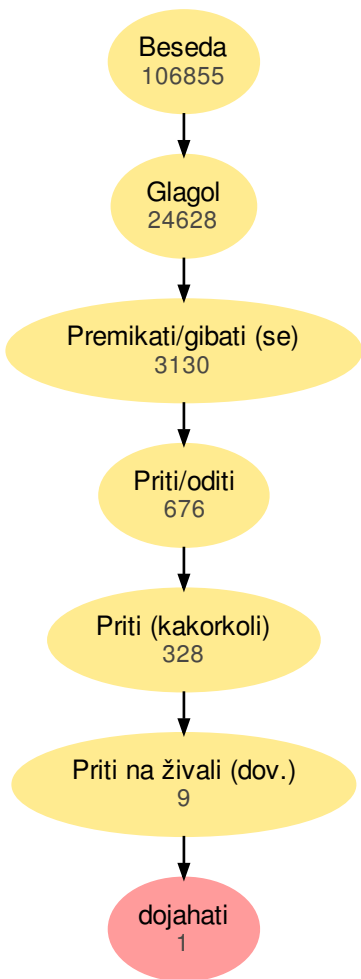 Beseda
106855
Glagol
24628
Premikati/gibati (se)
3130
Priti/oditi
676
Priti (kakorkoli)
328
Priti na živali (dov.)
9
dojahati
1